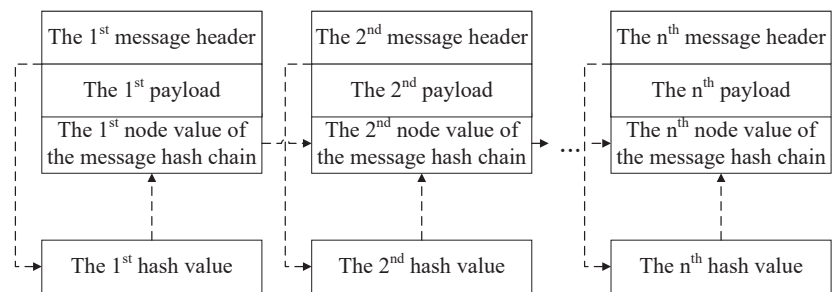 The 1st message header
The 1st payload
The 1st node value of
the message hash chain
The 1st hash value
The 2nd message header
The 2nd payload
The 2nd node value of
the message hash chain
The 2nd hash value
...
The nth message header
The nth payload
The nth node value of
the message hash chain
The nth hash value